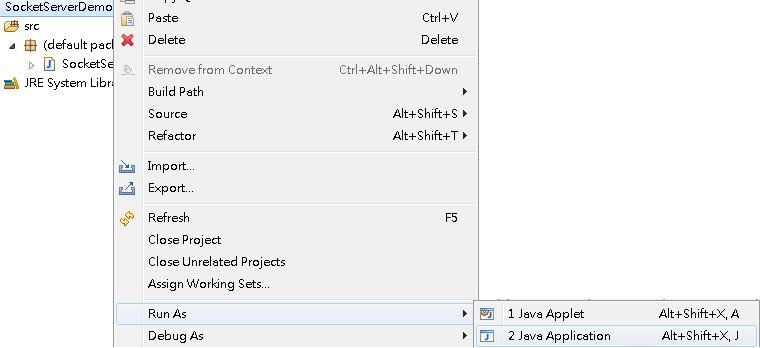 SocketServerDemo
src
(default pac
SocketSe
JRE System Libra
Paste Ctrl+V
Delete Delete
Remove from Context Ctrl+Alt+Shift+Down
Build Path
Source Alt+Shift+S
Refactor Alt+Shift+T
Import...
Export...
Refresh F5
Close Project
Close Unrelated Projects
Assign Working Sets...
Run As
Debug As
1 Java Applet Alt+Shift+X, A
2 Java Application Alt+Shift+X, J